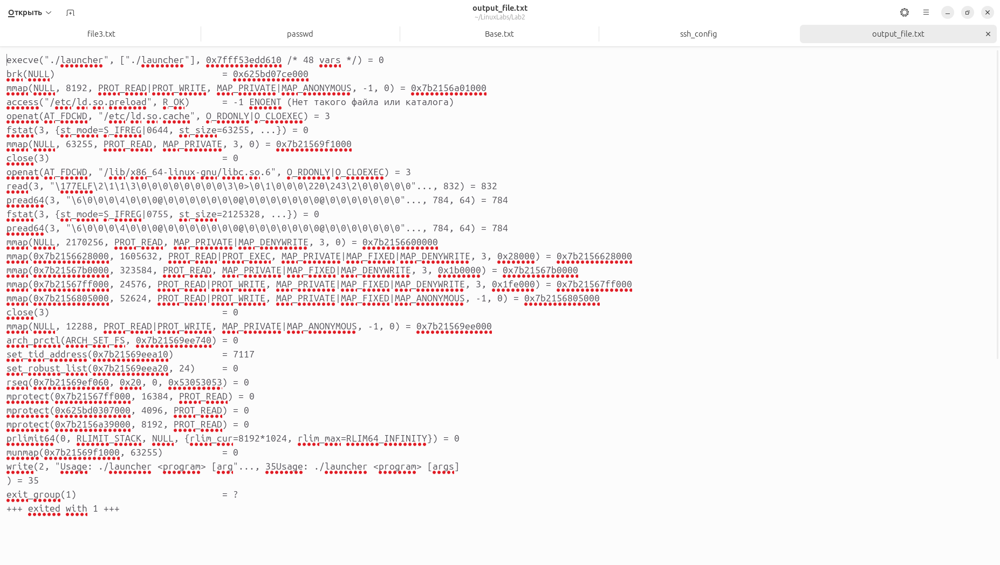 Открыть
output_file.txt
~/LinuxLabs/Lab2
file3.txt
passwd
Base.txt
ssh_config
output_file.txt
execve("./launcher", ["./launcher"], 0x7fff53edd610 /* 48 vars */) = 0
brk(NULL)                               = 0x625bd07ce000
mmap(NULL, 8192, PROT_READ|PROT_WRITE, MAP_PRIVATE|MAP_ANONYMOUS, -1, 0) = 0x7b2156a01000
access("/etc/ld.so.preload", R_OK)      = -1 ENOENT (Нет такого файла или каталога)
openat(AT_FDCWD, "/etc/ld.so.cache", O_RDONLY|O_CLOEXEC) = 3
fstat(3, {st_mode=S_IFREG|0644, st_size=63255, ...}) = 0
mmap(NULL, 63255, PROT_READ, MAP_PRIVATE, 3, 0) = 0x7b21569f1000
close(3)                                = 0
openat(AT_FDCWD, "/lib/x86_64-linux-gnu/libc.so.6", O_RDONLY|O_CLOEXEC) = 3
read(3, "\177ELF\2\1\1\3\0\0\0\0\0\0\0\0\3\0>\0\1\0\0\0\220\243\2\0\0\0\0\0"..., 832) = 832
pread64(3, "\6\0\0\0\4\0\0\0@\0\0\0\0\0\0\0@\0\0\0\0\0\0\0@\0\0\0\0\0\0\0"..., 784, 64) = 784
fstat(3, {st_mode=S_IFREG|0755, st_size=2125328, ...}) = 0
pread64(3, "\6\0\0\0\4\0\0\0@\0\0\0\0\0\0\0@\0\0\0\0\0\0\0@\0\0\0\0\0\0\0"..., 784, 64) = 784
mmap(NULL, 2170256, PROT_READ, MAP_PRIVATE|MAP_DENYWRITE, 3, 0) = 0x7b2156600000
mmap(0x7b2156628000, 1605632, PROT_READ|PROT_EXEC, MAP_PRIVATE|MAP_FIXED|MAP_DENYWRITE, 3, 0x28000) = 0x7b2156628000
mmap(0x7b21567b0000, 323584, PROT_READ, MAP_PRIVATE|MAP_FIXED|MAP_DENYWRITE, 3, 0x1b0000) = 0x7b21567b0000
mmap(0x7b21567ff000, 24576, PROT_READ|PROT_WRITE, MAP_PRIVATE|MAP_FIXED|MAP_DENYWRITE, 3, 0x1fe000) = 0x7b21567ff000
mmap(0x7b2156805000, 52624, PROT_READ|PROT_WRITE, MAP_PRIVATE|MAP_FIXED|MAP_ANONYMOUS, -1, 0) = 0x7b2156805000
close(3)                                = 0
mmap(NULL, 12288, PROT_READ|PROT_WRITE, MAP_PRIVATE|MAP_ANONYMOUS, -1, 0) = 0x7b21569ee000
arch_prctl(ARCH_SET_FS, 0x7b21569ee740) = 0
set_tid_address(0x7b21569eea10)         = 7117
set_robust_list(0x7b21569eea20, 24)     = 0
rseq(0x7b21569ef060, 0x20, 0, 0x53053053) = 0
mprotect(0x7b21567ff000, 16384, PROT_READ) = 0
mprotect(0x625bd0307000, 4096, PROT_READ) = 0
mprotect(0x7b2156a39000, 8192, PROT_READ) = 0
prlimit64(0, RLIMIT_STACK, NULL, {rlim_cur=8192*1024, rlim_max=RLIM64_INFINITY}) = 0
munmap(0x7b21569f1000, 63255)           = 0
write(2, "Usage: ./launcher <program> [arg"..., 35Usage: ./launcher <program> [args]
) = 35
exit_group(1)                           = ?
+++ exited with 1 +++